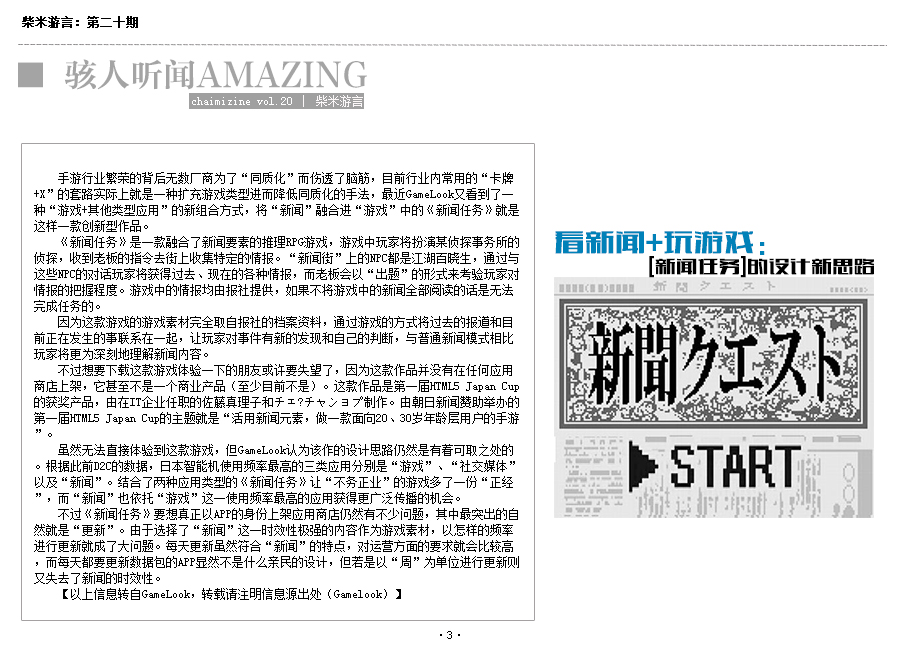 柴米游言：第二十期
骇人听闻AMAZING
chaimizine vol.20 | 柴米游言
手游行业繁荣的背后无数厂商为了“同质化”而伤透了脑筋，目前行业内常用的“卡牌
+X”的套路实际上就是一种扩充游戏类型进而降低同质化的手法，最近GameLook又看到了一
种“游戏+其他类型应用”的新组合方式，将“新闻”融合进“游戏”中的《新闻任务》就是
这样一款创新型作品。
《新闻任务》是一款融合了新闻要素的推理RPG游戏，游戏中玩家将扮演某侦探事务所的
侦探，收到老板的指令去街上收集特定的情报。“新闻街”上的NPC都是江湖百晓生，通过与
这些NPC的对话玩家将获得过去、现在的各种情报，而老板会以“出题”的形式来考验玩家对
情报的把握程度。游戏中的情报均由报社提供，如果不将游戏中的新闻全部阅读的话是无法
完成任务的。
因为这款游戏的游戏素材完全取自报社的档案资料，通过游戏的方式将过去的报道和目
前正在发生的事联系在一起，让玩家对事件有新的发现和自己的判断，与普通新闻模式相比
玩家将更为深刻地理解新闻内容。
不过想要下载这款游戏体验一下的朋友或许要失望了，因为这款作品并没有在任何应用
商店上架，它甚至不是一个商业产品（至少目前不是）。这款作品是第一届HTML5 Japan Cup
的获奖产品，由在IT企业任职的佐藤真理子和チェ?チャンヨプ制作。由朝日新闻赞助举办的
第一届HTML5 Japan Cup的主题就是“活用新闻元素，做一款面向20、30岁年龄层用户的手游
”。
虽然无法直接体验到这款游戏，但GameLook认为该作的设计思路仍然是有着可取之处的
。根据此前D2C的数据，日本智能机使用频率最高的三类应用分别是“游戏”、“社交媒体”
以及“新闻”。结合了两种应用类型的《新闻任务》让“不务正业”的游戏多了一份“正经
”，而“新闻”也依托“游戏”这一使用频率最高的应用获得更广泛传播的机会。
不过《新闻任务》要想真正以APP的身份上架应用商店仍然有不少问题，其中最突出的自
然就是“更新”。由于选择了“新闻”这一时效性极强的内容作为游戏素材，以怎样的频率
进行更新就成了大问题。每天更新虽然符合“新闻”的特点，对运营方面的要求就会比较高
，而每天都要更新数据包的APP显然不是什么亲民的设计，但若是以“周”为单位进行更新则
又失去了新闻的时效性。
【以上信息转自GameLook，转载请注明信息源出处（Gamelook）】
看新闻+玩游戏：
[新闻任务]的设计新思路
新聞クエスト
新聞クエスト
START
·3·